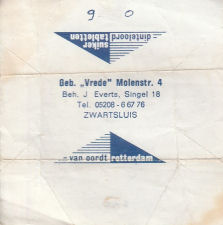 9 0
suiker
dinteloord
tabletten
Geb. „Vrede” Molenstr. 4
Beh. J Everts, Singel 18
Tel. 05208 - 6 67 76
ZWARTSLUIS
van oordt rotterdam